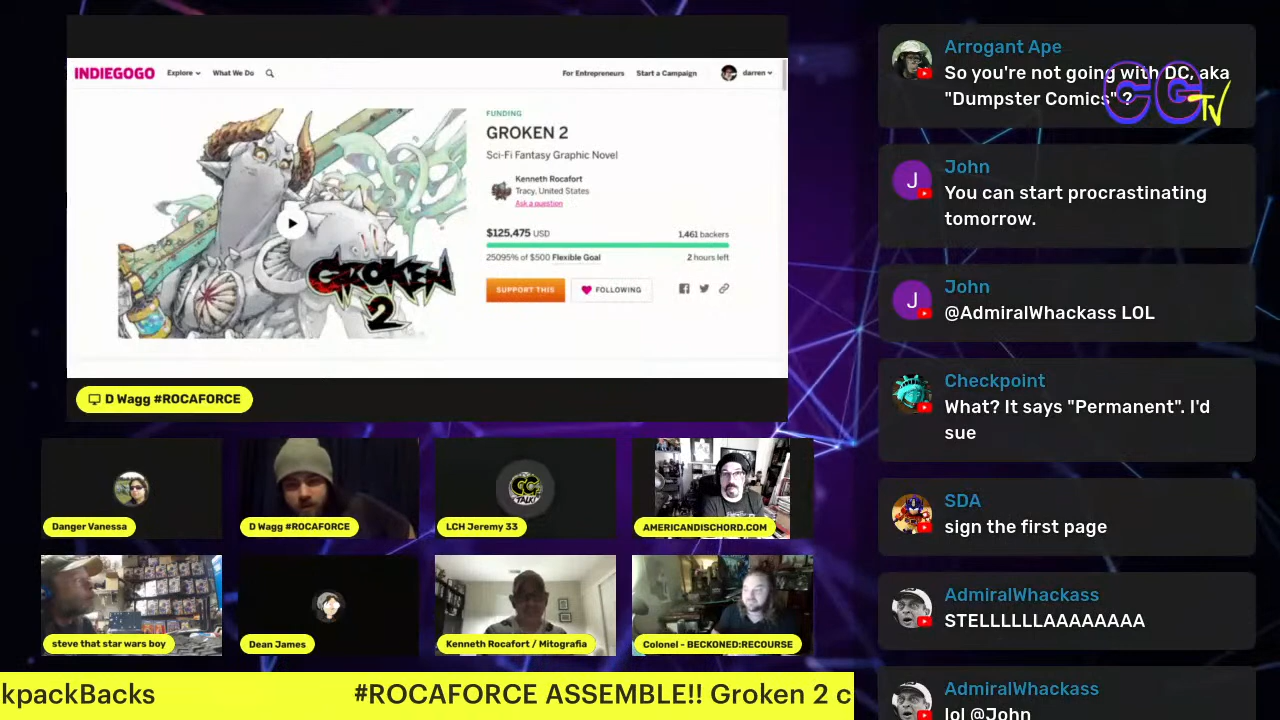 INDIEGOGO Explore What We Do For Entrepreneurs Start a Campaign darren
FUNDING
GROKEN 2
Sci-Fi Fantasy Graphic Novel
Kenneth Rocafort
Tracy, United States
Ask a question
$125,475 USD 1,461 backers
25095% of $500 Flexible Goal 2 hours left
SUPPORT THIS FOLLOWING
GROKEN
2
D Wagg #ROCAFORCE
Danger Vanessa
D Wagg #ROCAFORCE
GG
TALK!
LCH Jeremy 33
AMERICANDISCHORD.COM
steve that star wars boy
Dean James
Kenneth Rocafort / Mitografia
Colonel - BECKONED:RECOURSE
kpackBacks #ROCAFORCE ASSEMBLE!! Groken 2 c
Arrogant Ape
So you're not going with DC, aka
"Dumpster Comics" ?
CGTV
J
John
You can start procrastinating
tomorrow.
J
John
@AdmiralWhackass LOL
Checkpoint
What? It says "Permanent". I'd
sue
SDA
sign the first page
AdmiralWhackass
STELLLLLLAAAAAAAA
AdmiralWhackass
lol @John